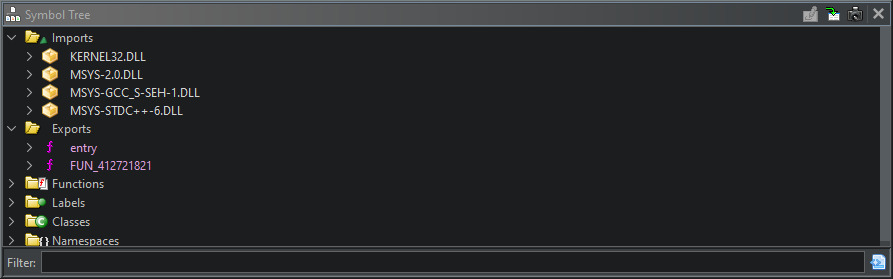 Symbol Tree
Imports
KERNEL32.DLL
MSYS-2.0.DLL
MSYS-GCC_S-SEH-1.DLL
MSYS-STDC++-6.DLL
Exports
entry
FUN_412721821
Functions
Labels
Classes
Namespaces
Filter: